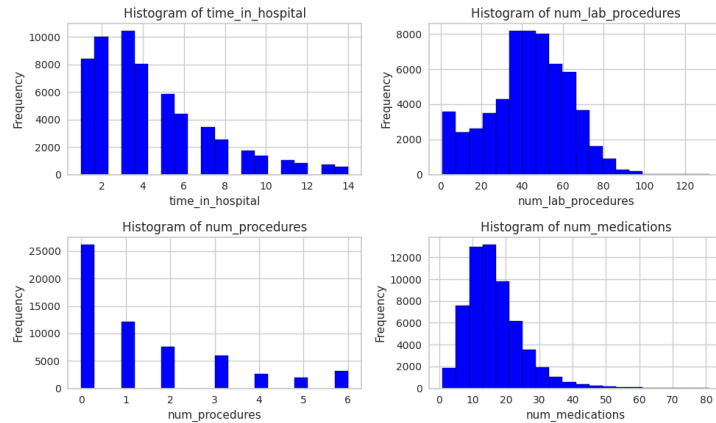 Histogram of time_in_hospital
Frequency
10000
8000
6000
4000
2000
0
2 4 6 8 10 12 14
time_in_hospital
Histogram of num_lab_procedures
Frequency
8000
6000
4000
2000
0
0 20 40 60 80 100 120
num_lab_procedures
Histogram of num_procedures
Frequency
25000
20000
15000
10000
5000
0
0 1 2 3 4 5 6
num_procedures
Histogram of num_medications
Frequency
12000
10000
8000
6000
4000
2000
0
0 10 20 30 40 50 60 70 80
num_medications